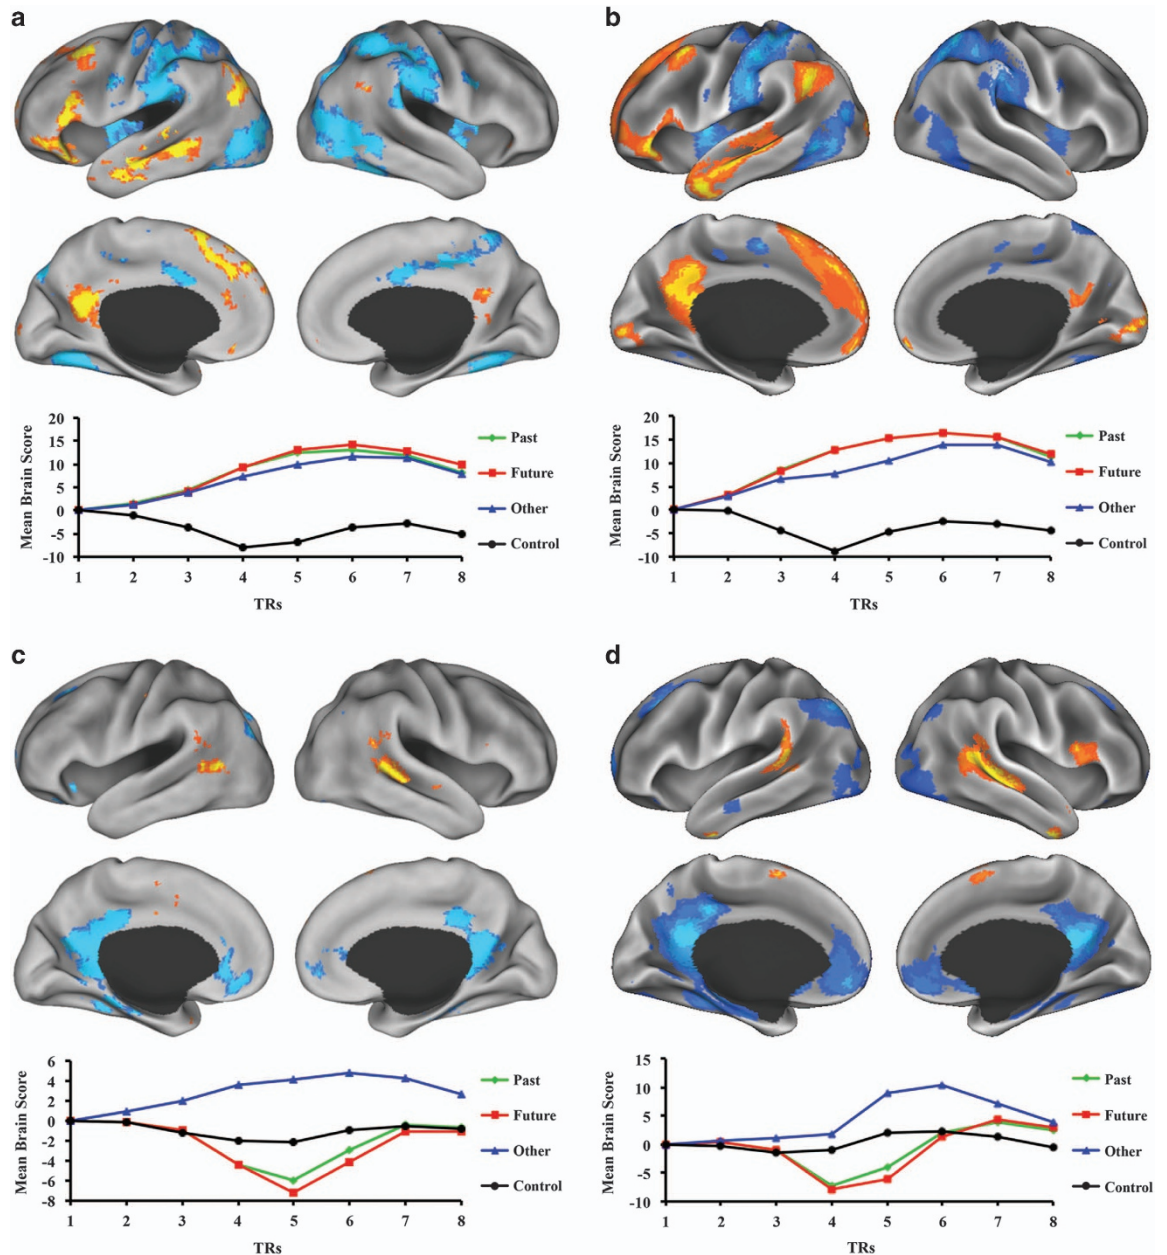 a
b
20
15
10
5
0
-5
-10
Mean Brain Score
1 2 3 4 5 6 7 8
TRs
Past
Future
Other
Control
20
15
10
5
0
-5
-10
Mean Brain Score
1 2 3 4 5 6 7 8
TRs
Past
Future
Other
Control
c
d
6
4
2
0
-2
-4
-6
-8
Mean Brain Score
1 2 3 4 5 6 7 8
TRs
Past
Future
Other
Control
15
10
5
0
-5
-10
Mean Brain Score
1 2 3 4 5 6 7 8
TRs
Past
Future
Other
Control